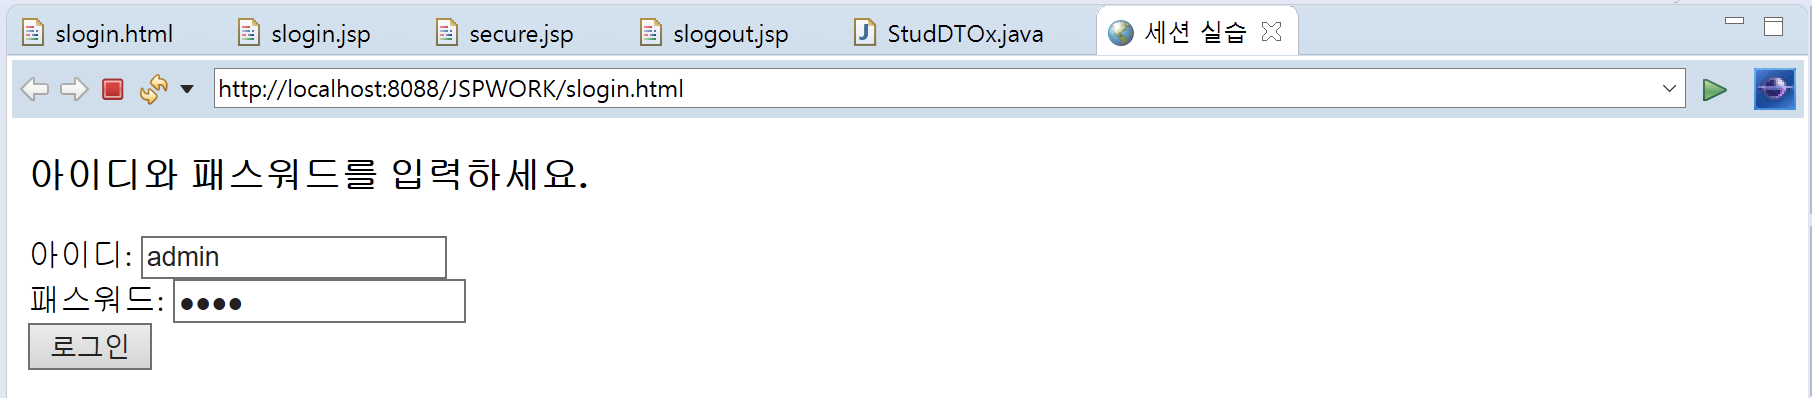 slogin.html slogin.jsp secure.jsp slogout.jsp StudDTOx.java 세션 실습
http://localhost:8088/JSPWORK/slogin.html
아이디와 패스워드를 입력하세요.
아이디: admin
패스워드: ●●●●
로그인